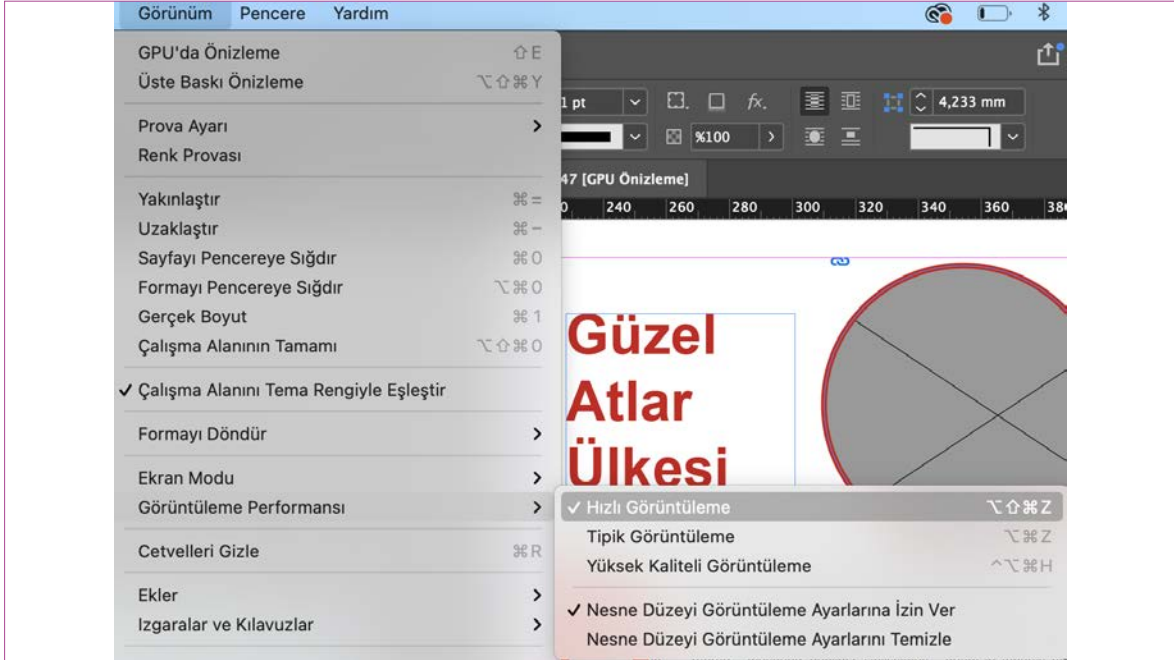 Görünüm Pencere Yardım
GPU'da Önizleme ⇧ E
Üste Baskı Önizleme ⌥⇧⌘ Y
Prova Ayarı
Renk Provası
Yakınlaştır ⌘ =
Uzaklaştır ⌘ −
Sayfayı Pencereye Sığdır ⌘ 0
Formayı Pencereye Sığdır ⌥⌘ 0
Gerçek Boyut ⌘ 1
Çalışma Alanının Tamamı ⌥⇧⌘ 0
✓ Çalışma Alanını Tema Rengiyle Eşleştir
Formayı Döndür
Ekran Modu
Görüntüleme Performansı
Cetvelleri Gizle ⌘ R
Ekler
Izgaralar ve Kılavuzlar
1 pt fx. 4,233 mm
%100
47 [GPU Önizleme]
0 240 260 280 300 320 340 360 38
Güzel
Atlar
Ülkesi
✓ Hızlı Görüntüleme ⌥⇧⌘ Z
Tipik Görüntüleme ⌥⌘ Z
Yüksek Kaliteli Görüntüleme ^⌥⌘ H
✓ Nesne Düzeyi Görüntüleme Ayarlarına İzin Ver
Nesne Düzeyi Görüntüleme Ayarlarını Temizle